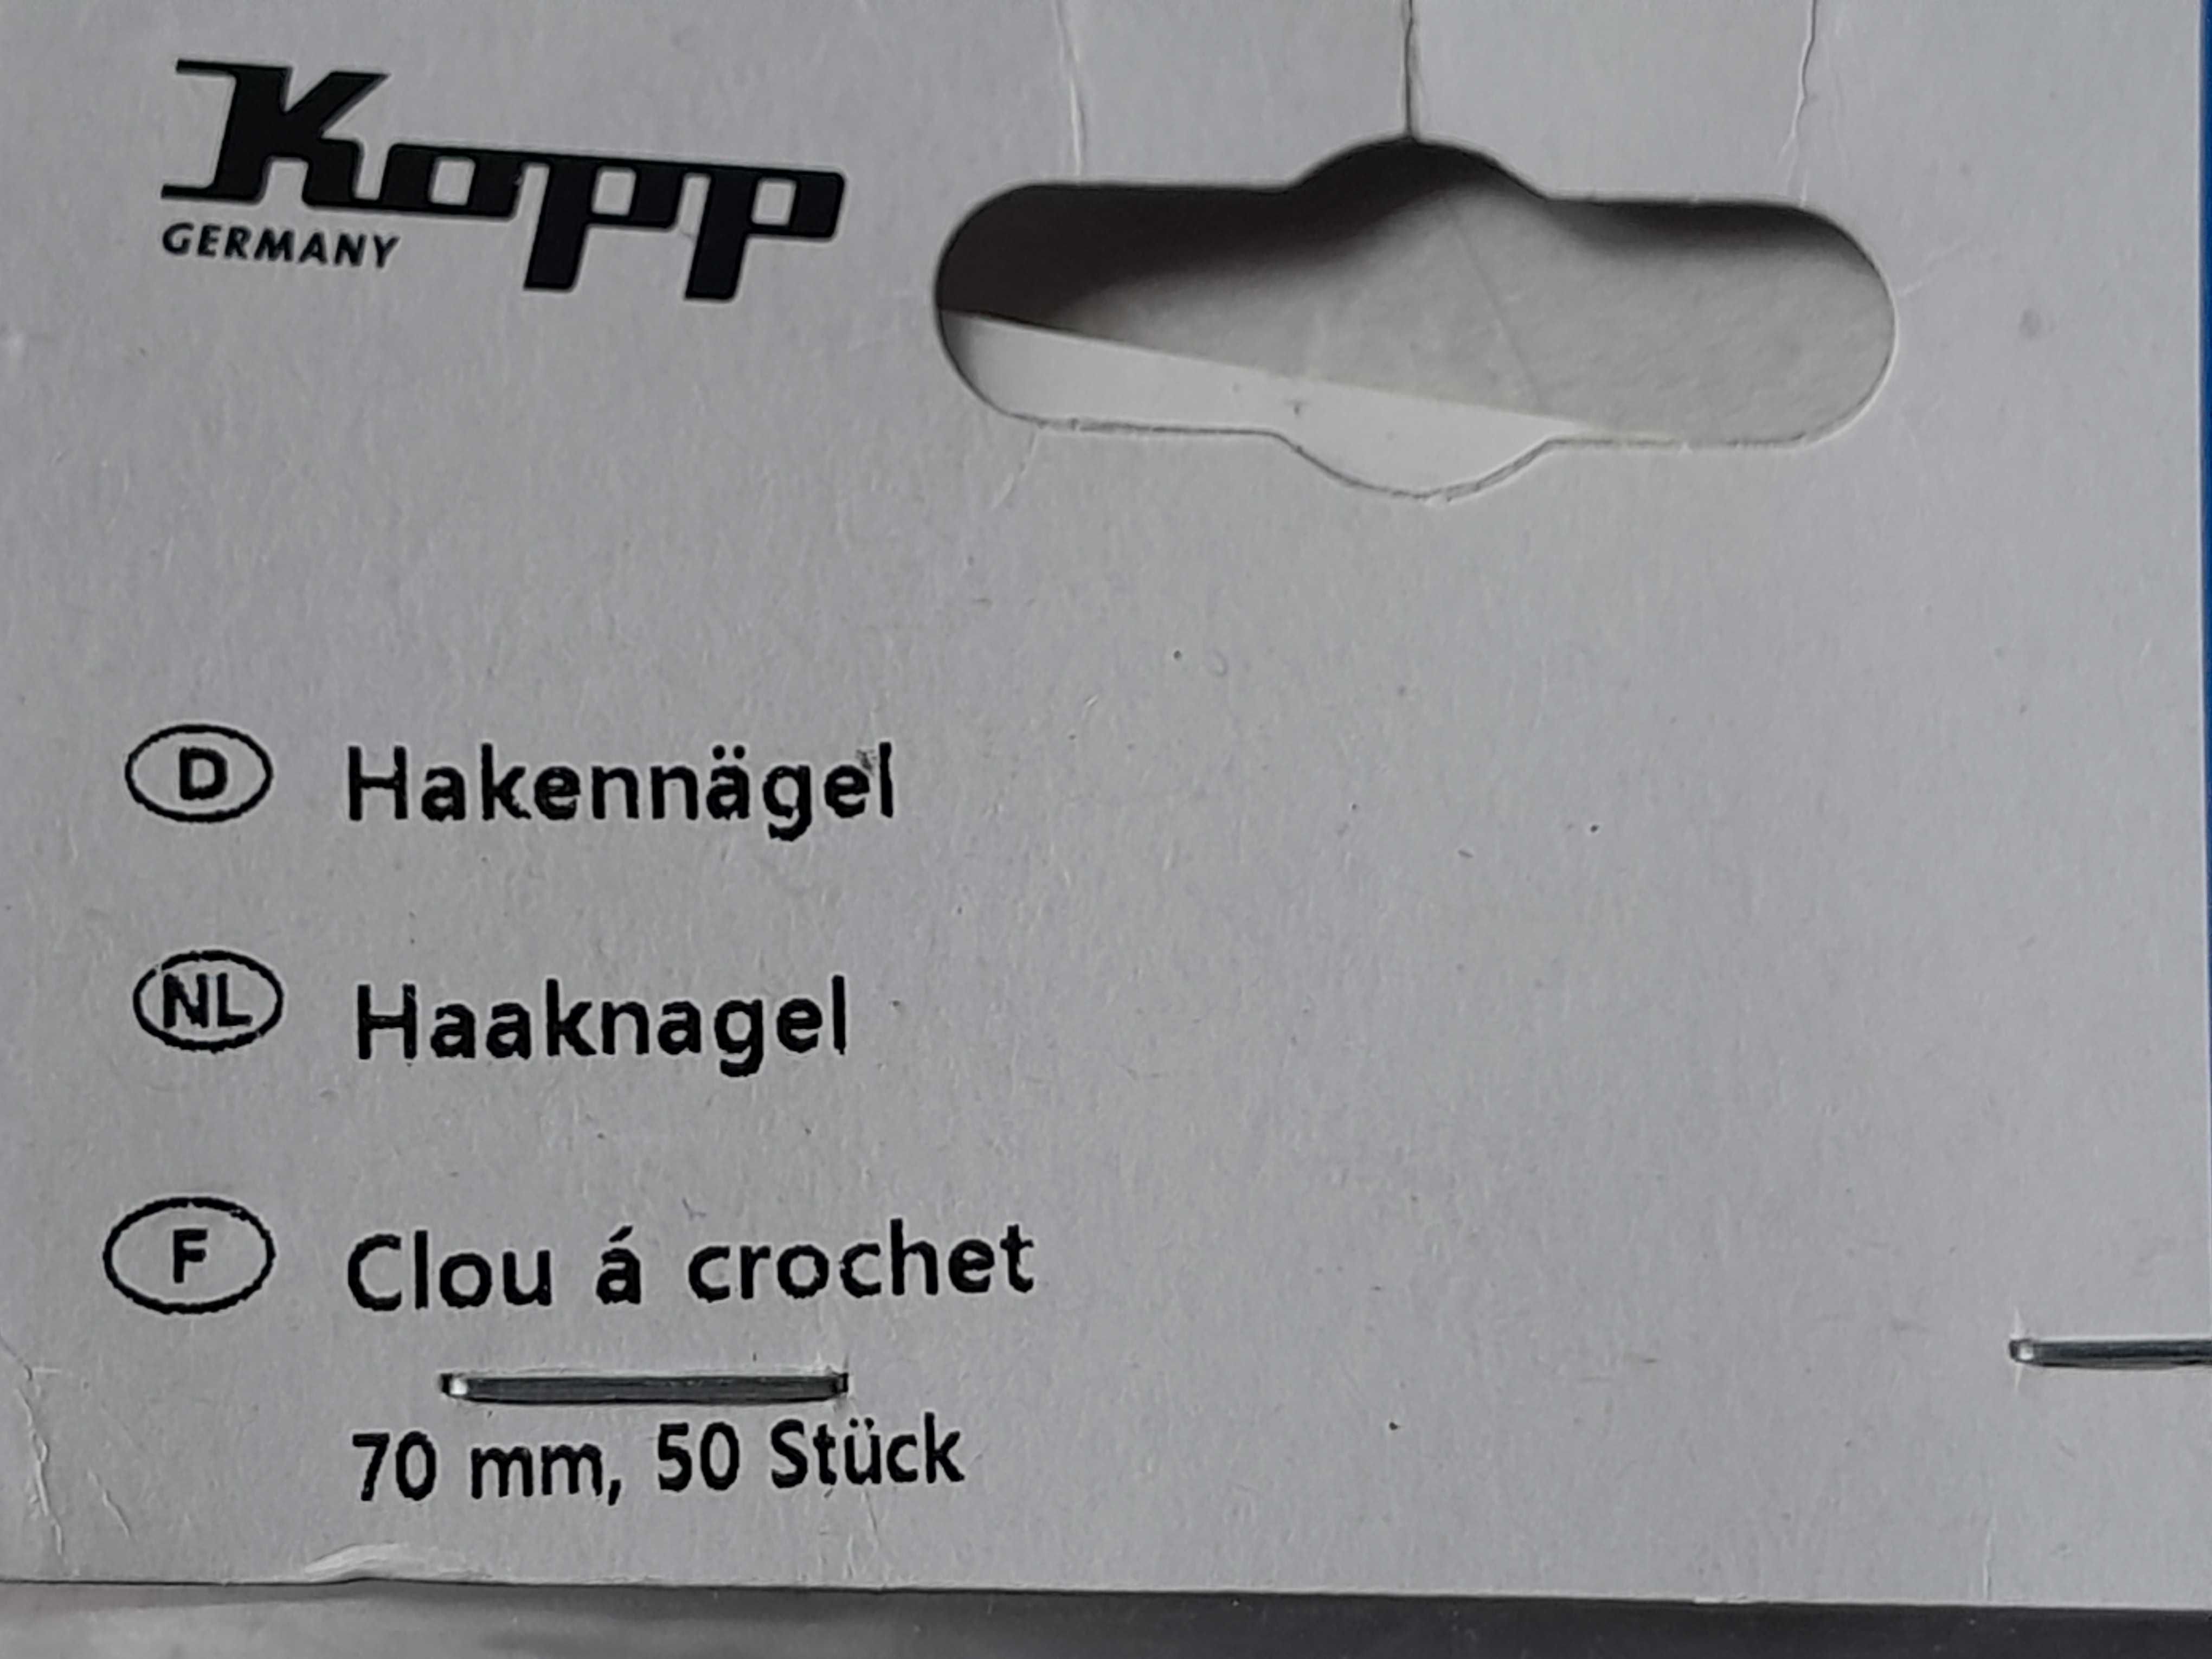 Kopp
GERMANY
D Hakennägel
NL Haaknagel
F Clou á crochet
70 mm, 50 Stück